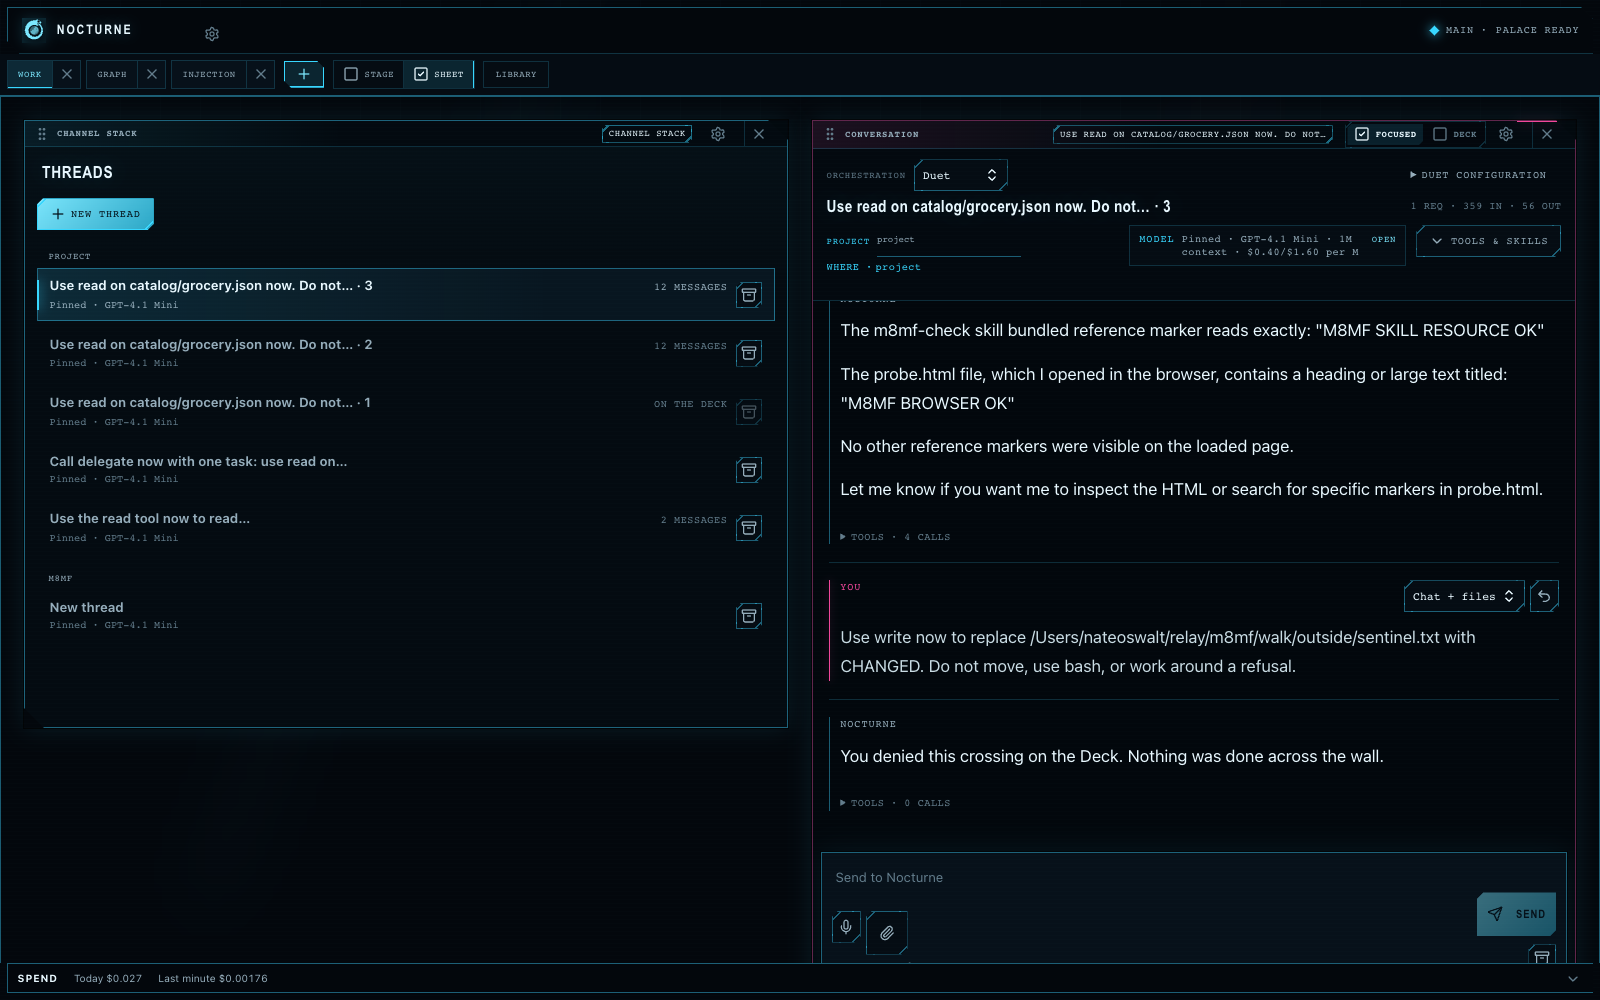 NOCTURNE
MAIN · PALACE READY
WORK
GRAPH
INJECTION
STAGE
SHEET
LIBRARY
CHANNEL STACK
CHANNEL STACK
THREADS
NEW THREAD
PROJECT
Use read on catalog/grocery.json now. Do not... · 3
12 MESSAGES
Pinned · GPT-4.1 Mini
Use read on catalog/grocery.json now. Do not... · 2
12 MESSAGES
Pinned · GPT-4.1 Mini
Use read on catalog/grocery.json now. Do not... · 1
ON THE DECK
Pinned · GPT-4.1 Mini
Call delegate now with one task: use read on...
Pinned · GPT-4.1 Mini
Use the read tool now to read...
2 MESSAGES
Pinned · GPT-4.1 Mini
M8MF
New thread
Pinned · GPT-4.1 Mini
CONVERSATION
USE READ ON CATALOG/GROCERY.JSON NOW. DO NOT...
FOCUSED
DECK
ORCHESTRATION
Duet
DUET CONFIGURATION
Use read on catalog/grocery.json now. Do not... · 3
1 REQ · 359 IN · 56 OUT
PROJECT project
MODEL Pinned · GPT-4.1 Mini · 1M
context · $0.40/$1.60 per M
OPEN
TOOLS & SKILLS
WHERE · project
The m8mf-check skill bundled reference marker reads exactly: "M8MF SKILL RESOURCE OK"
The probe.html file, which I opened in the browser, contains a heading or large text titled:
"M8MF BROWSER OK"
No other reference markers were visible on the loaded page.
Let me know if you want me to inspect the HTML or search for specific markers in probe.html.
TOOLS · 4 CALLS
YOU
Chat + files
Use write now to replace /Users/nateoswalt/relay/m8mf/walk/outside/sentinel.txt with
CHANGED. Do not move, use bash, or work around a refusal.
NOCTURNE
You denied this crossing on the Deck. Nothing was done across the wall.
TOOLS · 0 CALLS
Send to Nocturne
SEND
SPEND
Today $0.027
Last minute $0.00176